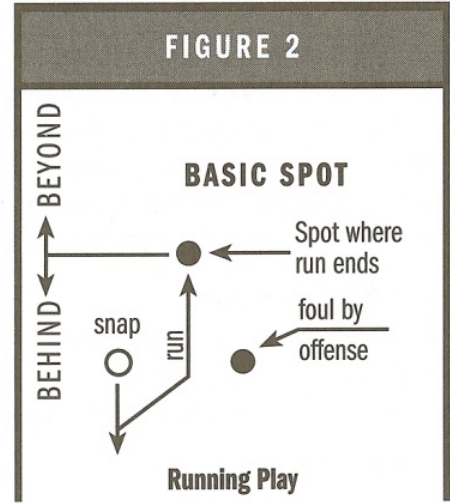 FIGURE 2
BEYOND
BEHIND
BASIC SPOT
Spot where
run ends
foul by
offense
snap
run
Running Play